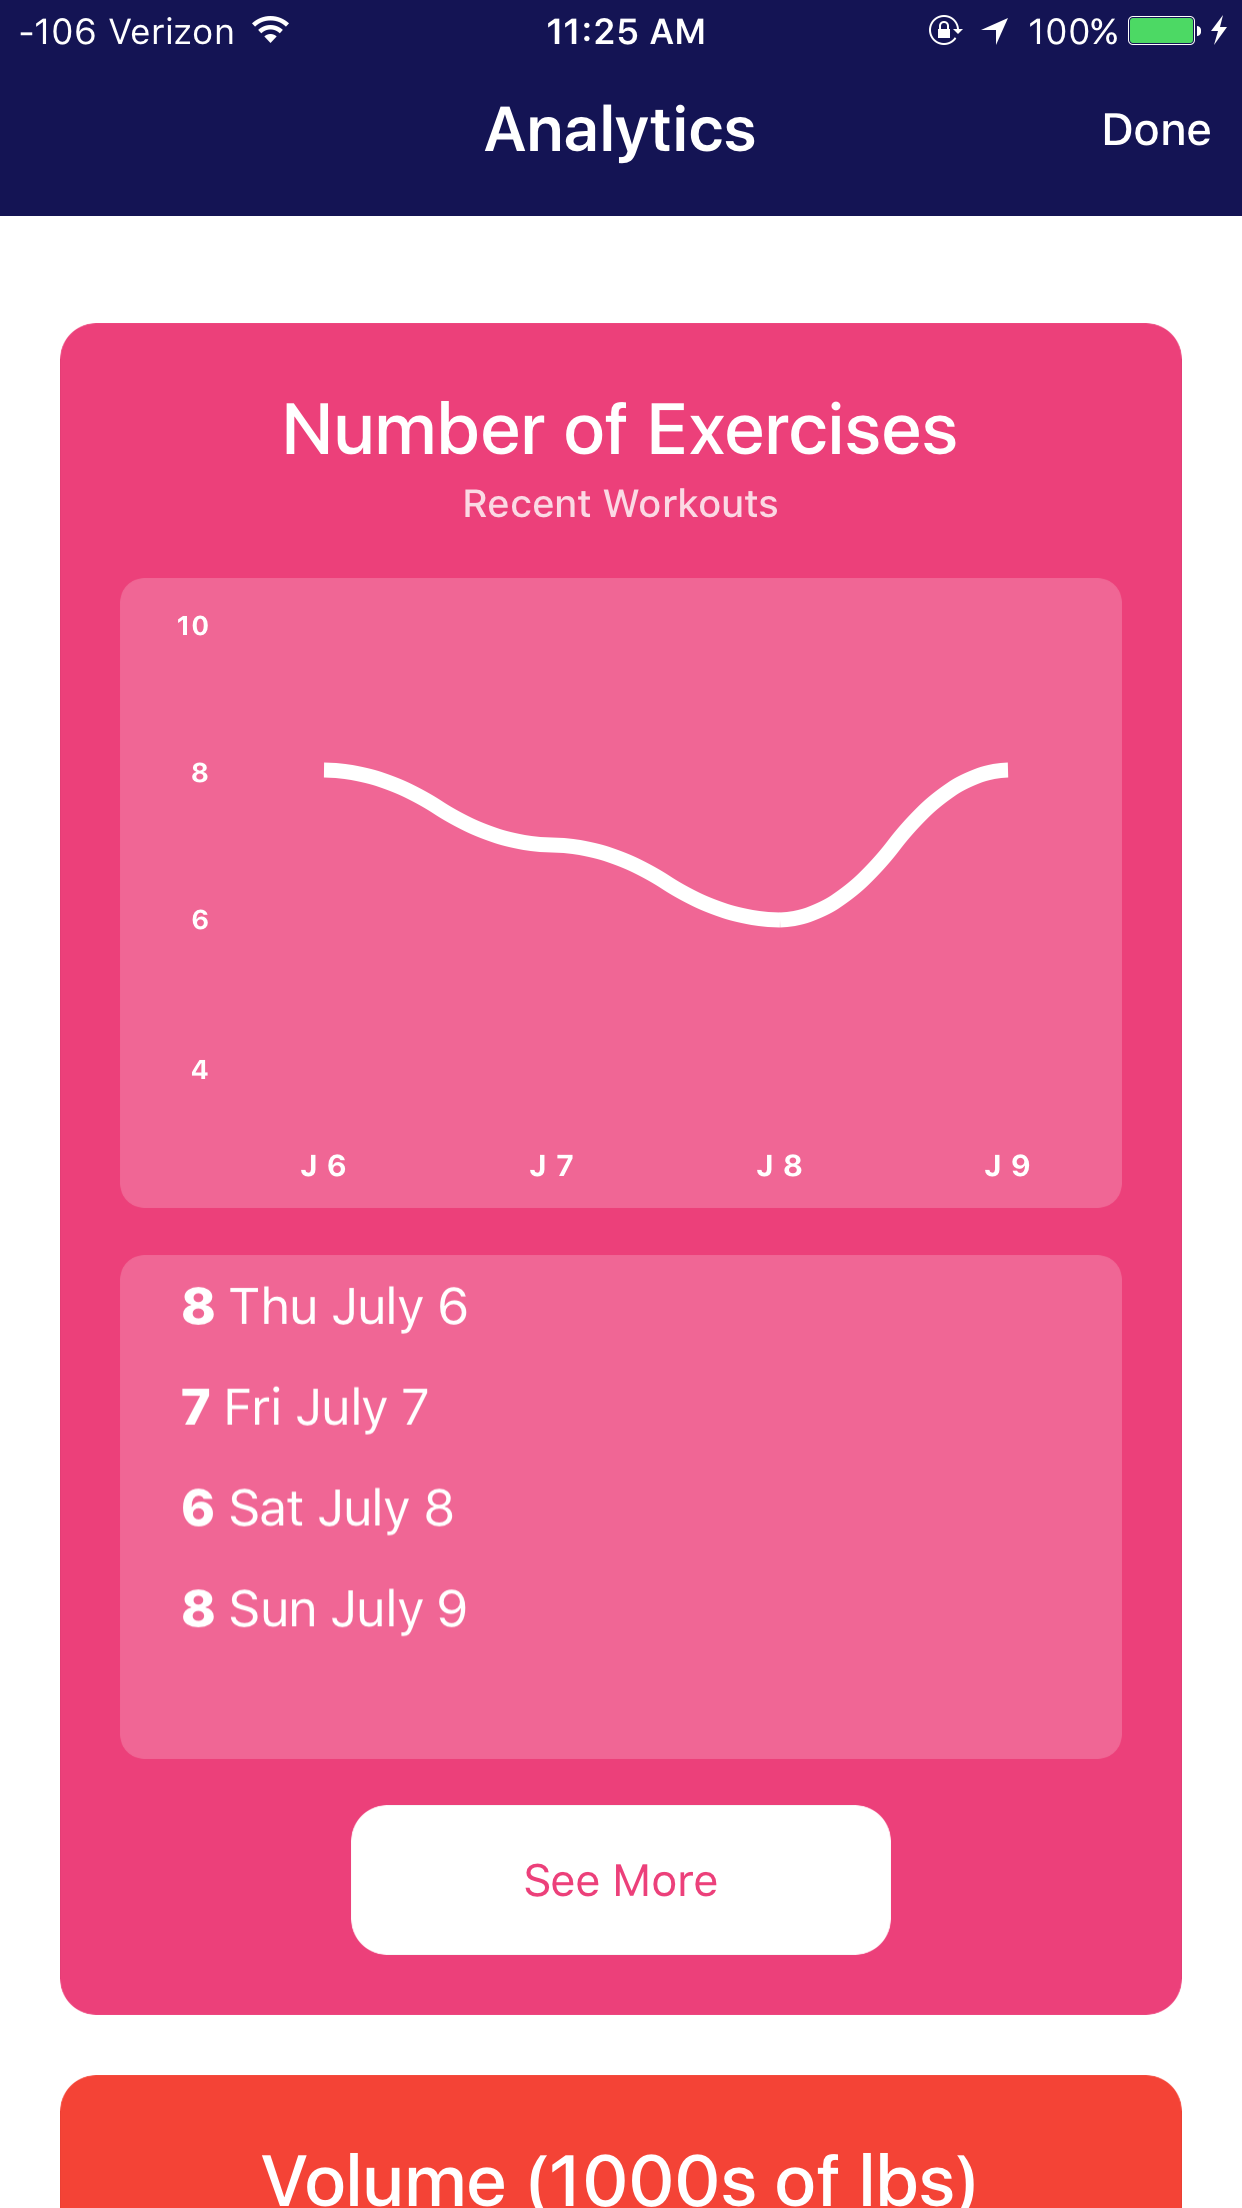 -106 Verizon 11:25 AM 100%
Analytics Done
Number of Exercises
Recent Workouts
10
8
6
4
J 6 J 7 J 8 J 9
8 Thu July 6
7 Fri July 7
6 Sat July 8
8 Sun July 9
See More
Volume (1000s of lbs)